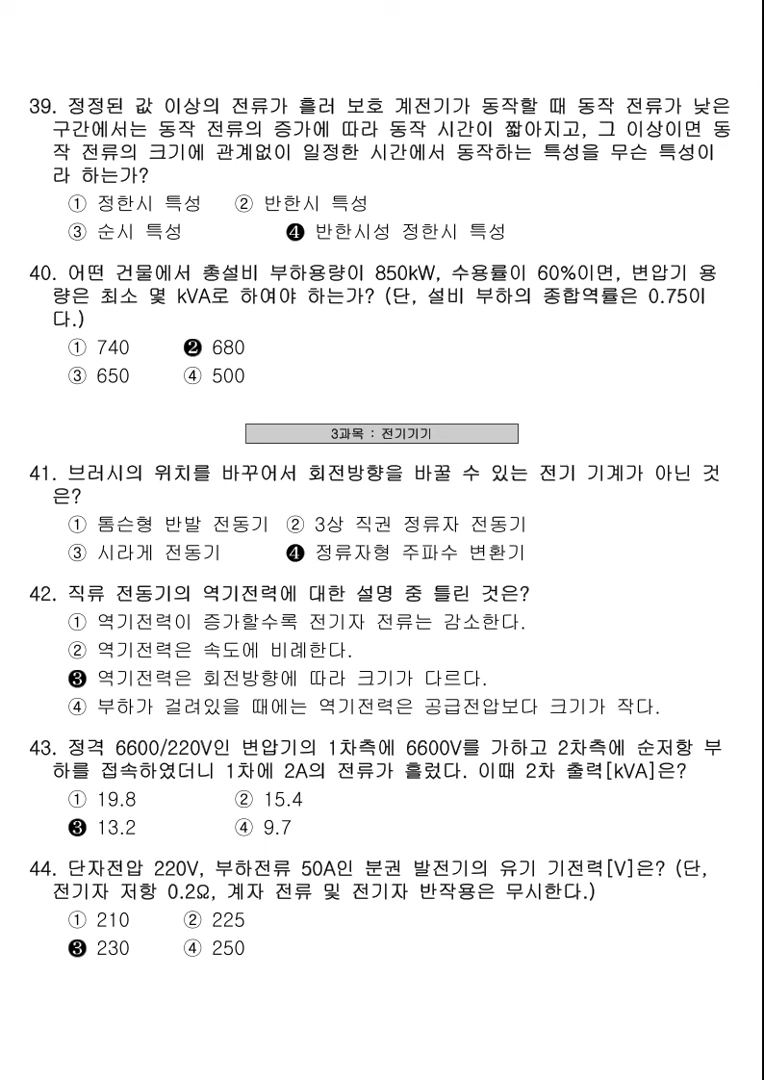 39. 정정된 값 이상의 전류가 흘러 보호 계전기가 동작할 때 동작 전류가 낮은
구간에서는 동작 전류의 증가에 따라 동작 시간이 짧아지고, 그 이상이면 동
작 전류의 크기에 관계없이 일정한 시간에서 동작하는 특성을 무슨 특성이
라 하는가?
① 정한시 특성 ② 반한시 특성
③ 순시 특성 ❹ 반한시성 정한시 특성
40. 어떤 건물에서 총설비 부하용량이 850kW, 수용률이 60%이면, 변압기 용
량은 최소 몇 kVA로 하여야 하는가? (단, 설비 부하의 종합역률은 0.75이
다.)
① 740 ❷ 680
③ 650 ④ 500
3과목 : 전기기기
41. 브러시의 위치를 바꾸어서 회전방향을 바꿀 수 있는 전기 기계가 아닌 것
은?
① 톰슨형 반발 전동기 ② 3상 직권 정류자 전동기
③ 시라게 전동기 ❹ 정류자형 주파수 변환기
42. 직류 전동기의 역기전력에 대한 설명 중 틀린 것은?
① 역기전력이 증가할수록 전기자 전류는 감소한다.
② 역기전력은 속도에 비례한다.
❸ 역기전력은 회전방향에 따라 크기가 다르다.
④ 부하가 걸려있을 때에는 역기전력은 공급전압보다 크기가 작다.
43. 정격 6600/220V인 변압기의 1차측에 6600V를 가하고 2차측에 순저항 부
하를 접속하였더니 1차에 2A의 전류가 흘렀다. 이때 2차 출력[kVA]은?
① 19.8 ② 15.4
❸ 13.2 ④ 9.7
44. 단자전압 220V, 부하전류 50A인 분권 발전기의 유기 기전력[V]은? (단,
전기자 저항 0.2Ω, 계자 전류 및 전기자 반작용은 무시한다.)
① 210 ② 225
❸ 230 ④ 250